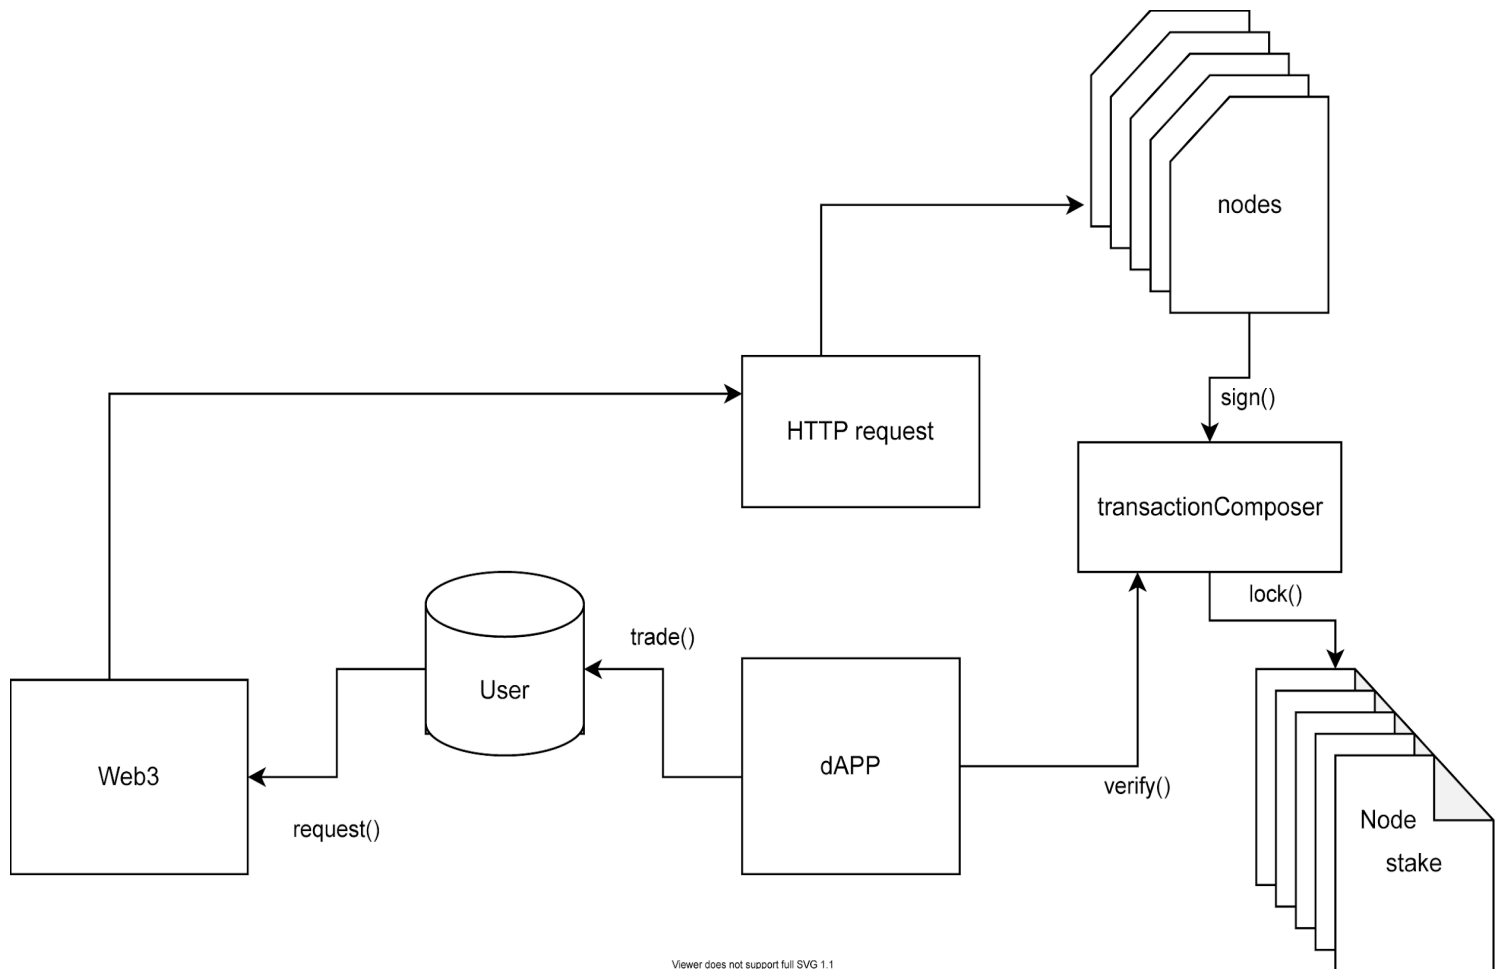 nodes
sign()
HTTP request
transactionComposer
lock()
trade()
User
dAPP
Web3
verify()
request()
Node
stake
Viewer does not support full SVG 1.1